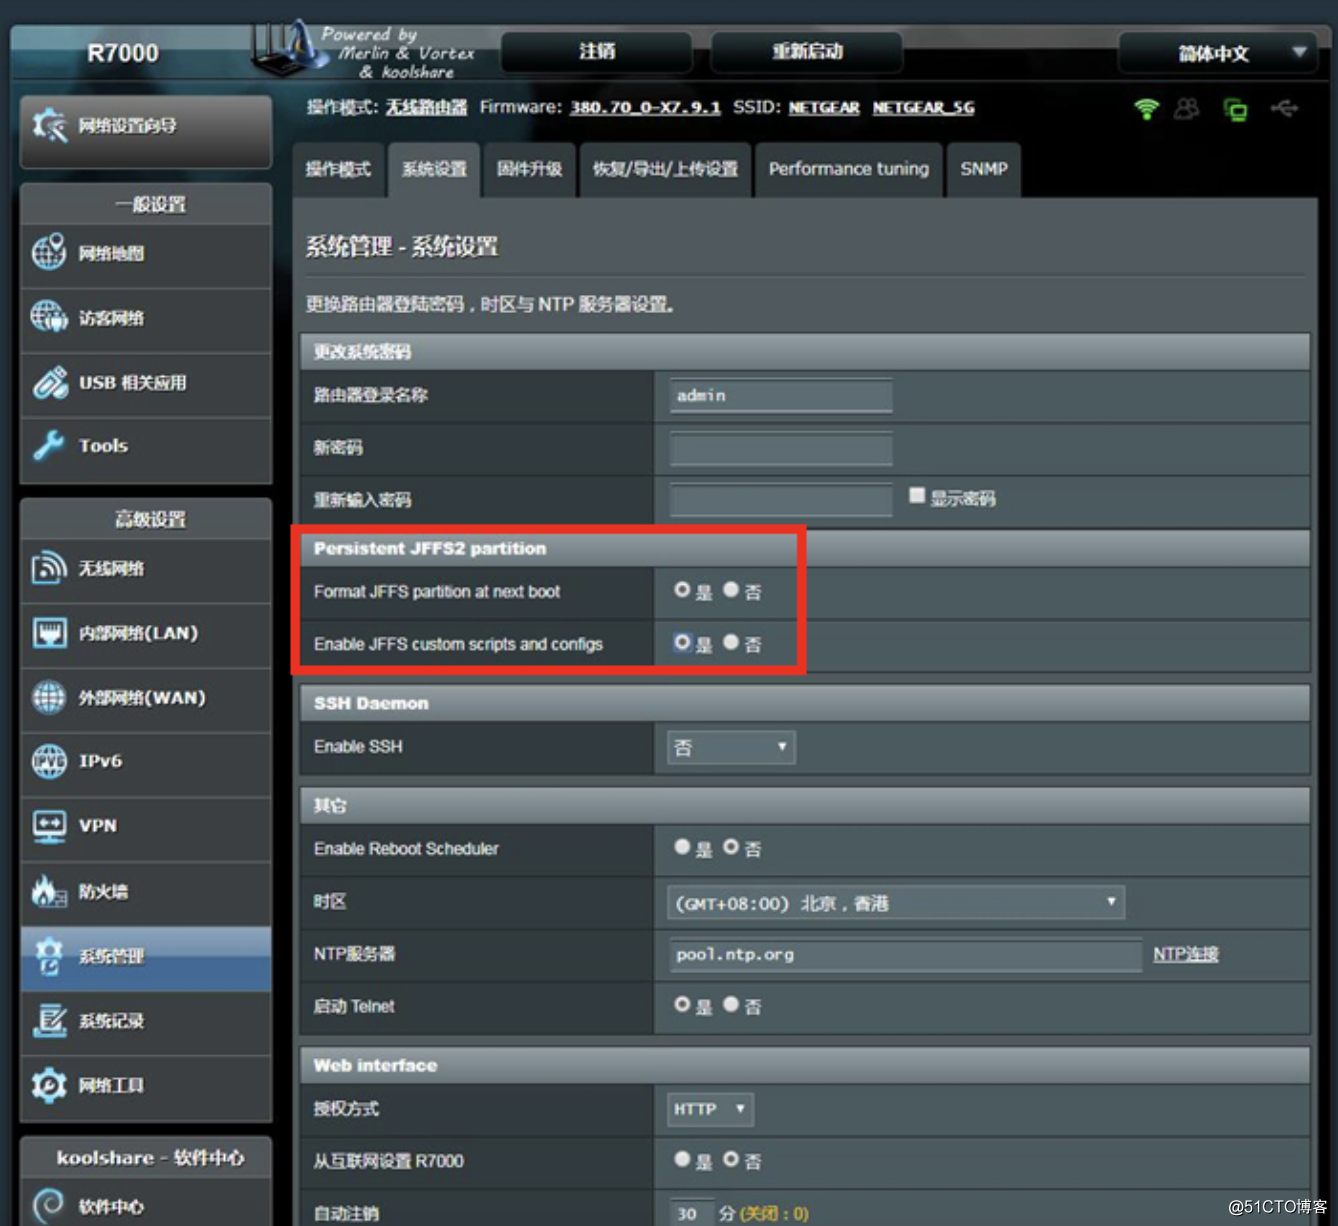 R7000
Powered by
Merlin & Vortex
& koolshare
注销
重新启动
简体中文
操作模式: 无线路由器 Firmware: 380.70_0-X7.9.1 SSID: NETGEAR NETGEAR_5G
网络设置向导
一般设置
网络地图
访客网络
USB 相关应用
Tools
高级设置
无线网络
内部网络(LAN)
外部网络(WAN)
IPv6
VPN
防火墙
系统管理
系统记录
网络工具
koolshare - 软件中心
软件中心
操作模式
系统设置
固件升级
恢复/导出/上传设置
Performance tuning
SNMP
系统管理 - 系统设置
更换路由器登陆密码，时区与 NTP 服务器设置。
更改系统密码
路由器登录名称 admin
新密码
重新输入密码 显示密码
Persistent JFFS2 partition
Format JFFS partition at next boot 是 否
Enable JFFS custom scripts and configs 是 否
SSH Daemon
Enable SSH 否
其它
Enable Reboot Scheduler 是 否
时区 (GMT+08:00) 北京，香港
NTP服务器 pool.ntp.org NTP连接
启动 Telnet 是 否
Web interface
授权方式 HTTP
从互联网设置 R7000 是 否
自动注销 30 分 (关闭 : 0)
@51CTO博客